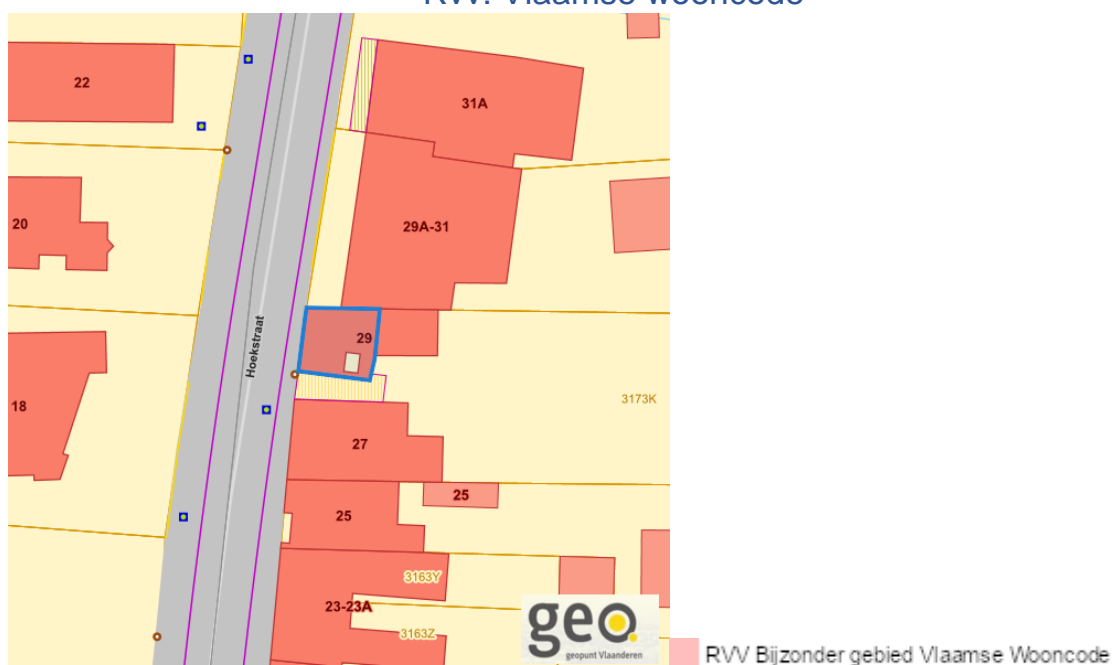 RVV: Vlaamse wooncode
22
31A
20
29A-31
29
Hoekstraat
18
3173K
27
25
25
3163Y
23-23A
3163Z
geo
geopunt Vlaanderen
RVV Bijzonder gebied Vlaamse Wooncode